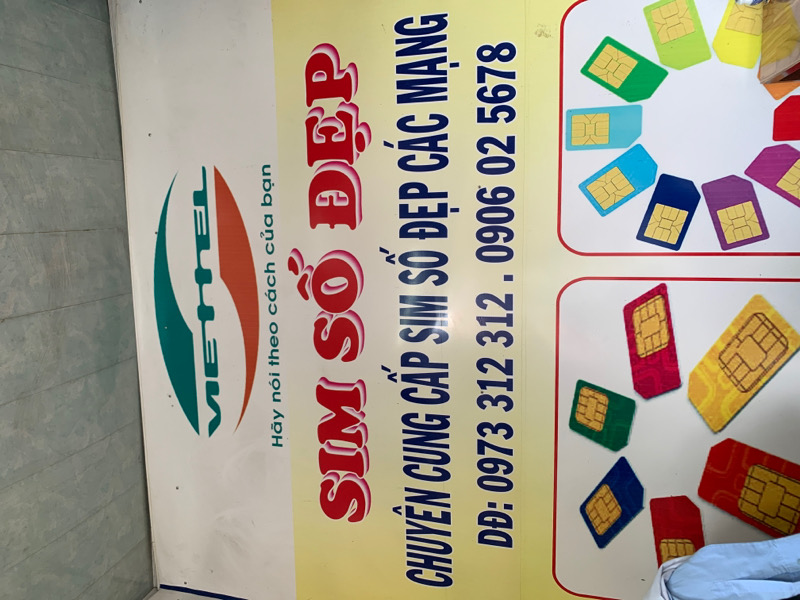 VIETTEL
Hãy nói theo cách của bạn
SIM SỐ ĐẸP
CHUYÊN CUNG CẤP SIM SỐ ĐẸP CÁC MẠNG
DĐ: 0973 312 312 . 0906 02 5678